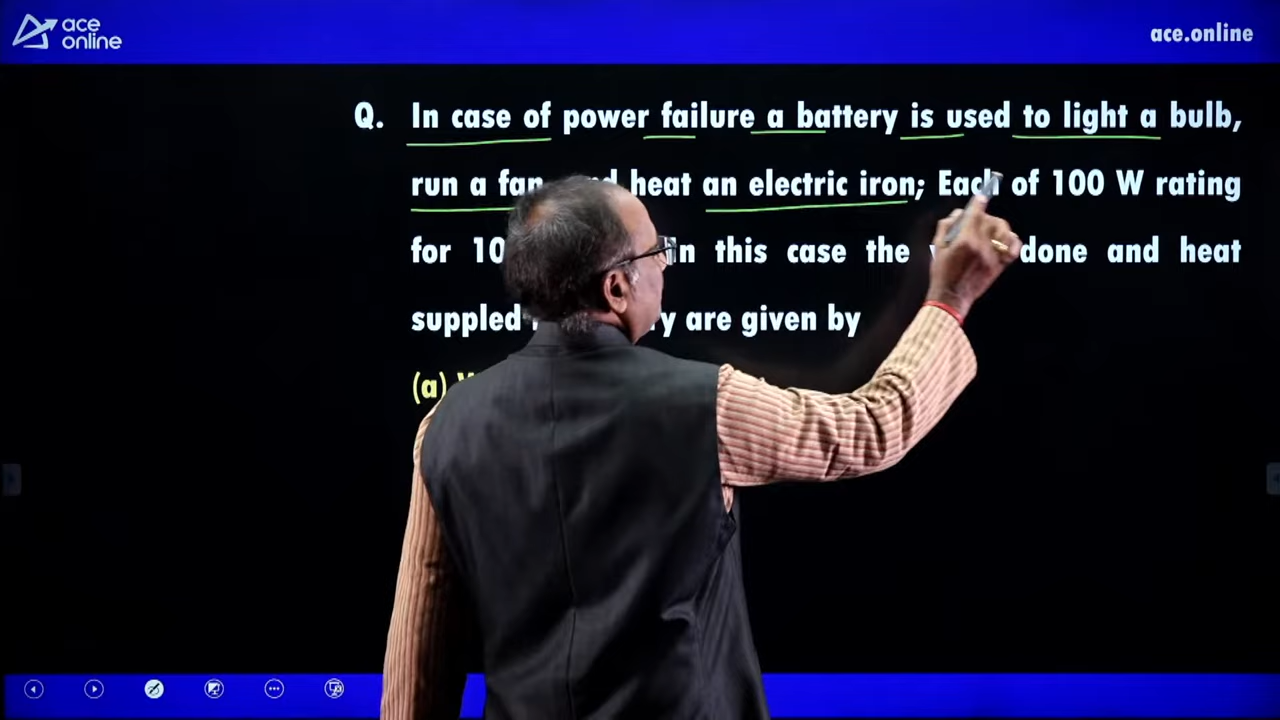 ace
online
ace.online
Q. In case of power failure a battery is used to light a bulb,
run a fan heat an electric iron; Each of 100 W rating
for 10 in this case the done and heat
suppled are given by
(a)